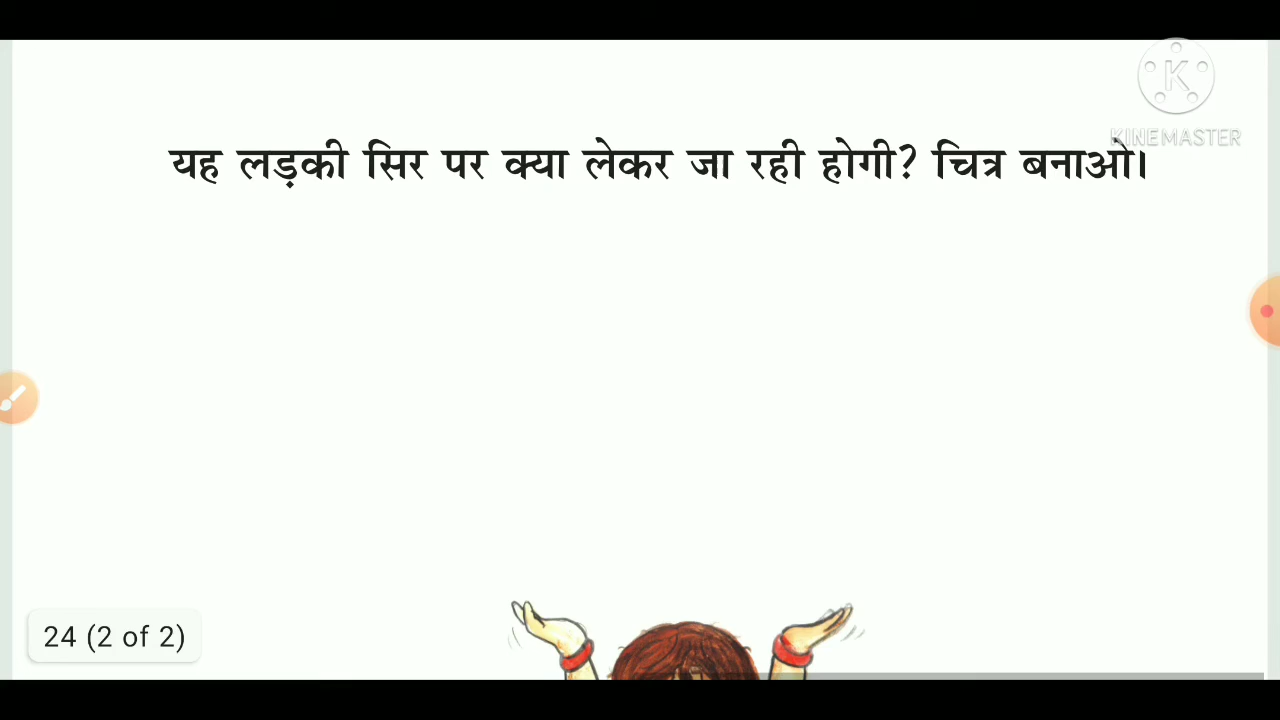 K
KINEMASTER
यह लड़की सिर पर क्या लेकर जा रही होगी? चित्र बनाओ।
24 (2 of 2)